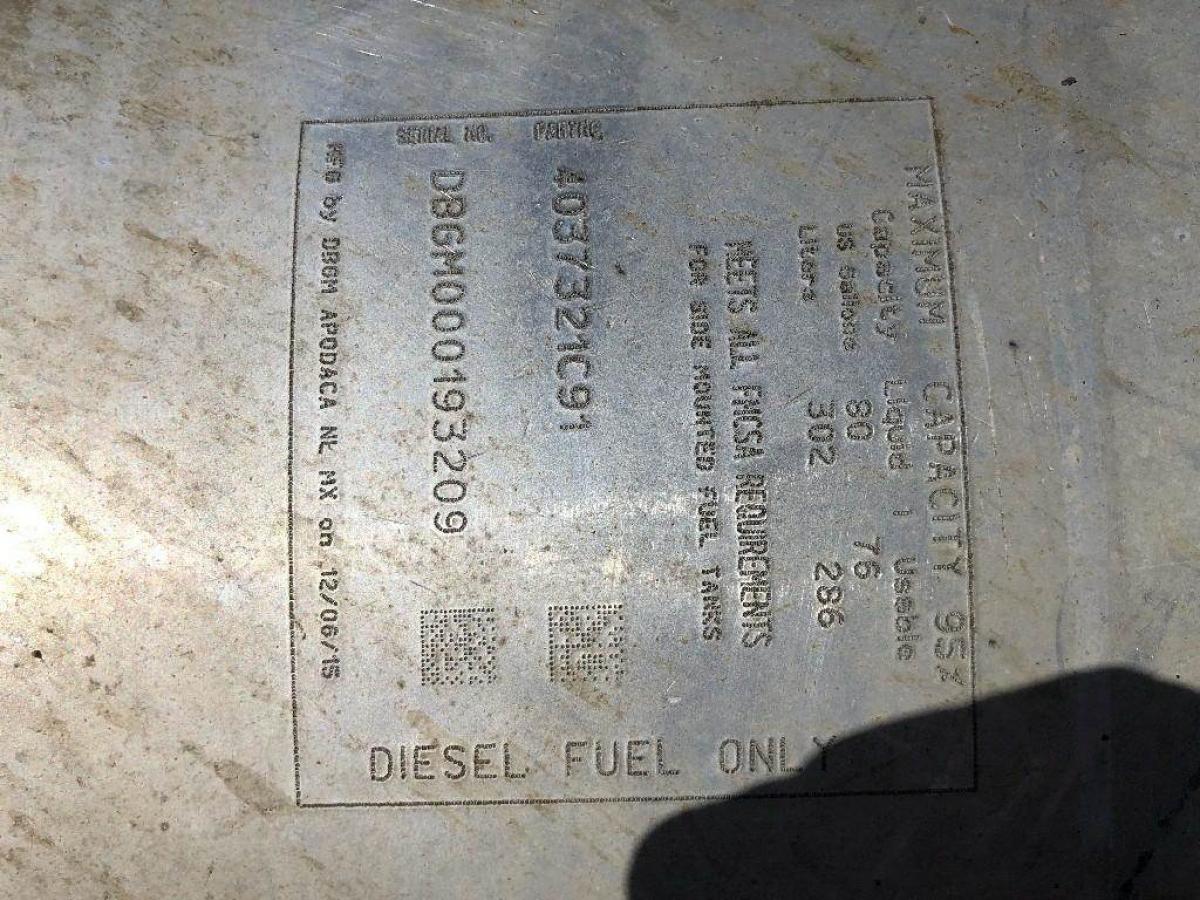 MAXIMUM CAPACITY 95%
Capacity Liquid | Usable
US Gallons 80 76
Liters 302 286
MEETS ALL FMCSA REQUIREMENTS
FOR SIDE MOUNTED FUEL TANKS
PARTNO. 4037321C91
SERIAL NO. DBGM000193209
MFG by DBGM APODACA NL MX on 12/06/15
DIESEL FUEL ONLY